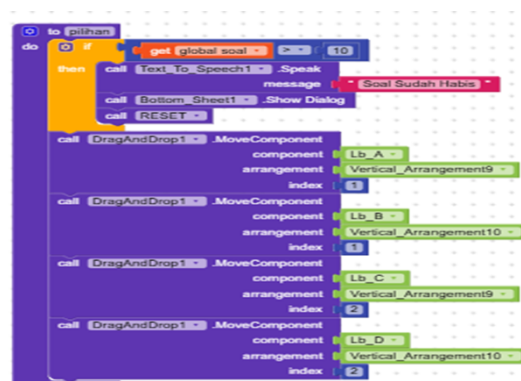 to pilihan
do if get global soal > 10
then call Text_To_Speech1 .Speak
message " Soal Sudah Habis "
call Bottom_Sheet1 .Show Dialog
call RESET
call DragAndDrop1 .MoveComponent
component Lb_A
arrangement Vertical_Arrangement9
index 1
call DragAndDrop1 .MoveComponent
component Lb_B
arrangement Vertical_Arrangement10
index 1
call DragAndDrop1 .MoveComponent
component Lb_C
arrangement Vertical_Arrangement9
index 2
call DragAndDrop1 .MoveComponent
component Lb_D
arrangement Vertical_Arrangement10
index 2